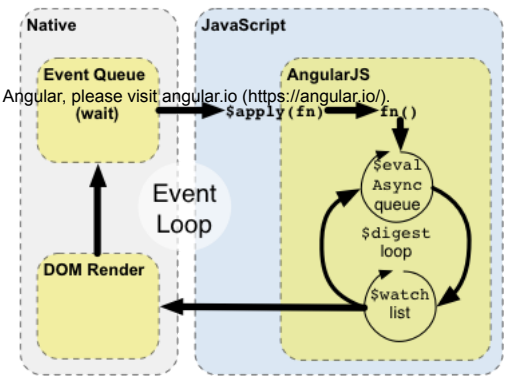 Native
JavaScript
Event Queue
(wait)
AngularJS
Angular, please visit angular.io (https://angular.io/).
$apply(fn)
fn()
$eval
Async
queue
Event
Loop
$digest
loop
DOM Render
$watch
list